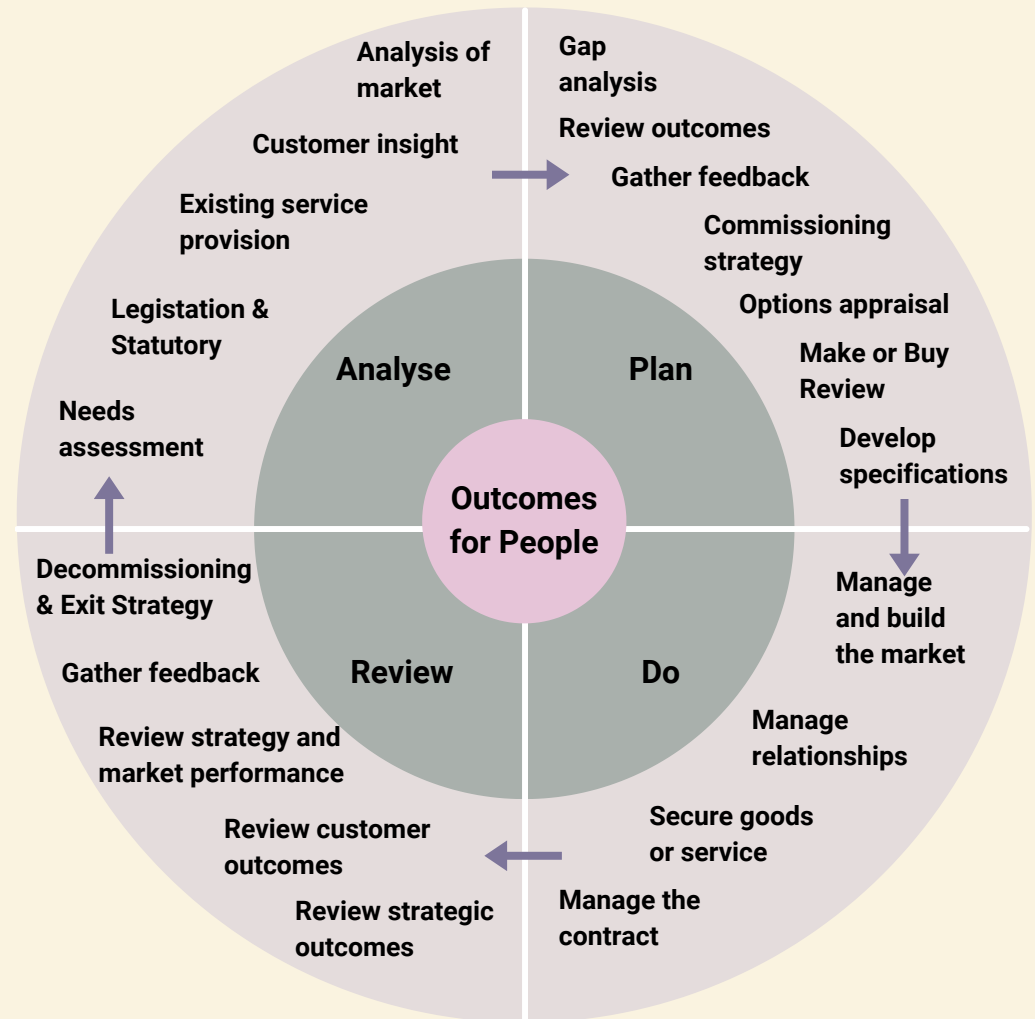 Analysis of
market
Customer insight
Existing service
provision
Legistation &
Statutory
Needs
assessment
Gap
analysis
Review outcomes
Gather feedback
Commissioning
strategy
Options appraisal
Make or Buy
Review
Develop
specifications
Analyse
Plan
Outcomes
for People
Review
Do
Manage
and build
the market
Manage
relationships
Secure goods
or service
Manage the
contract
Decommissioning
& Exit Strategy
Gather feedback
Review strategy and
market performance
Review customer
outcomes
Review strategic
outcomes